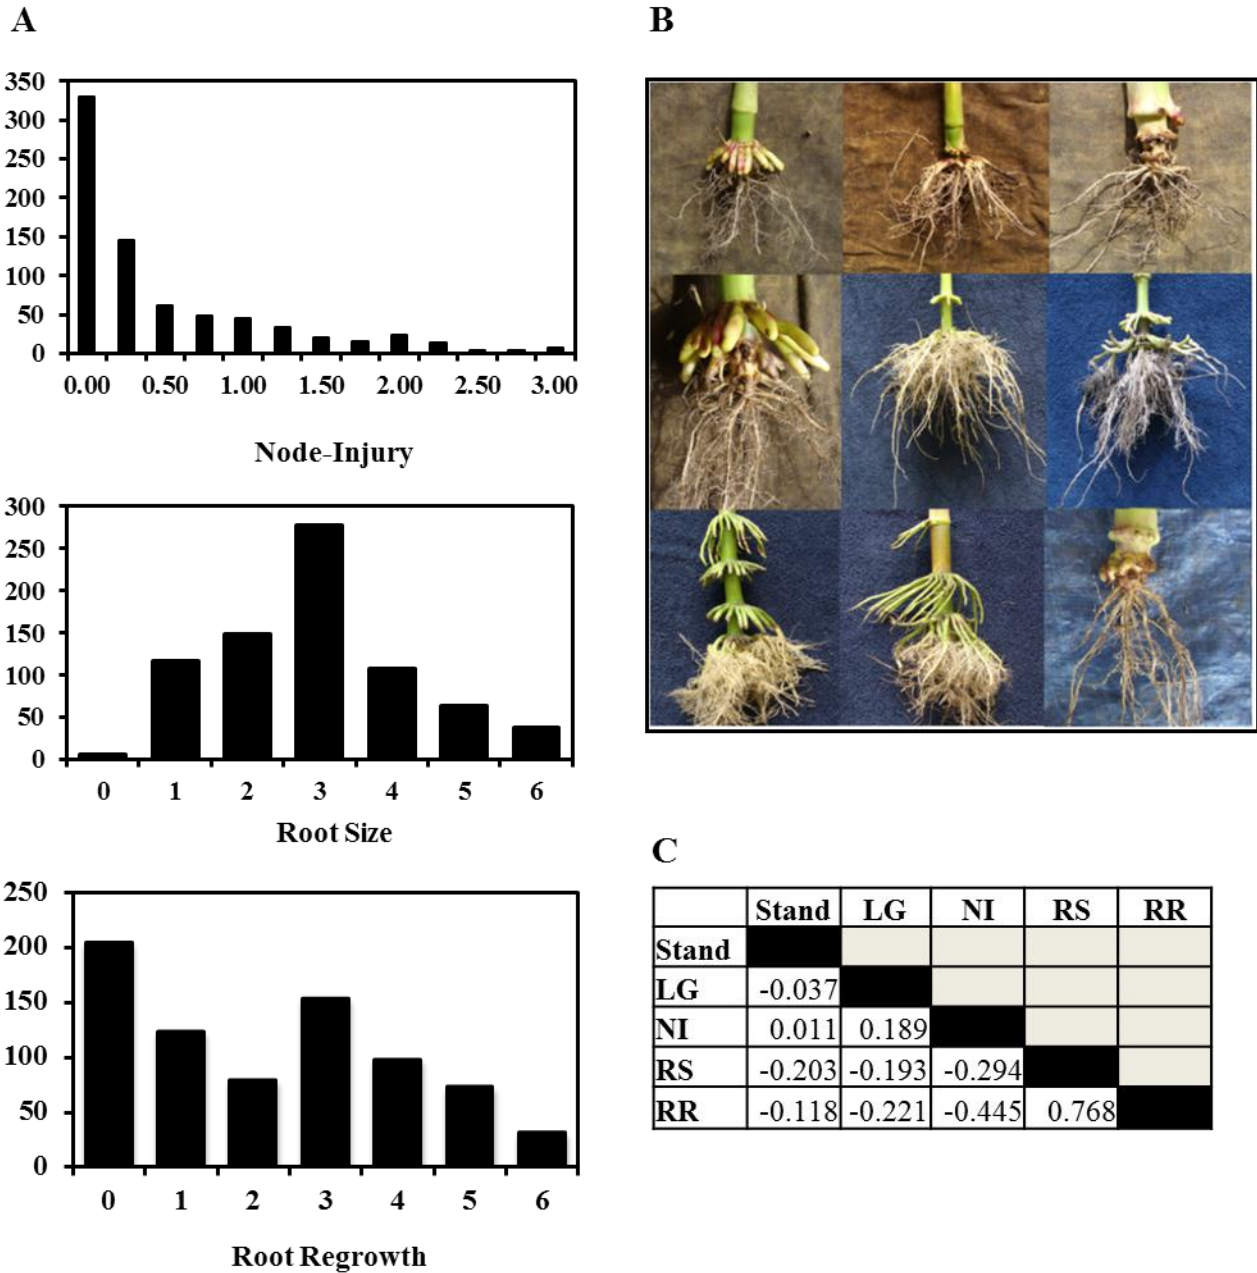 A
350
300
250
200
150
100
50
0
0.00 0.50 1.00 1.50 2.00 2.50 3.00
Node-Injury
300
250
200
150
100
50
0
0 1 2 3 4 5 6
Root Size
250
200
150
100
50
0
0 1 2 3 4 5 6
Root Regrowth
B
C
Stand LG NI RS RR
Stand
LG -0.037
NI 0.011 0.189
RS -0.203 -0.193 -0.294
RR -0.118 -0.221 -0.445 0.768